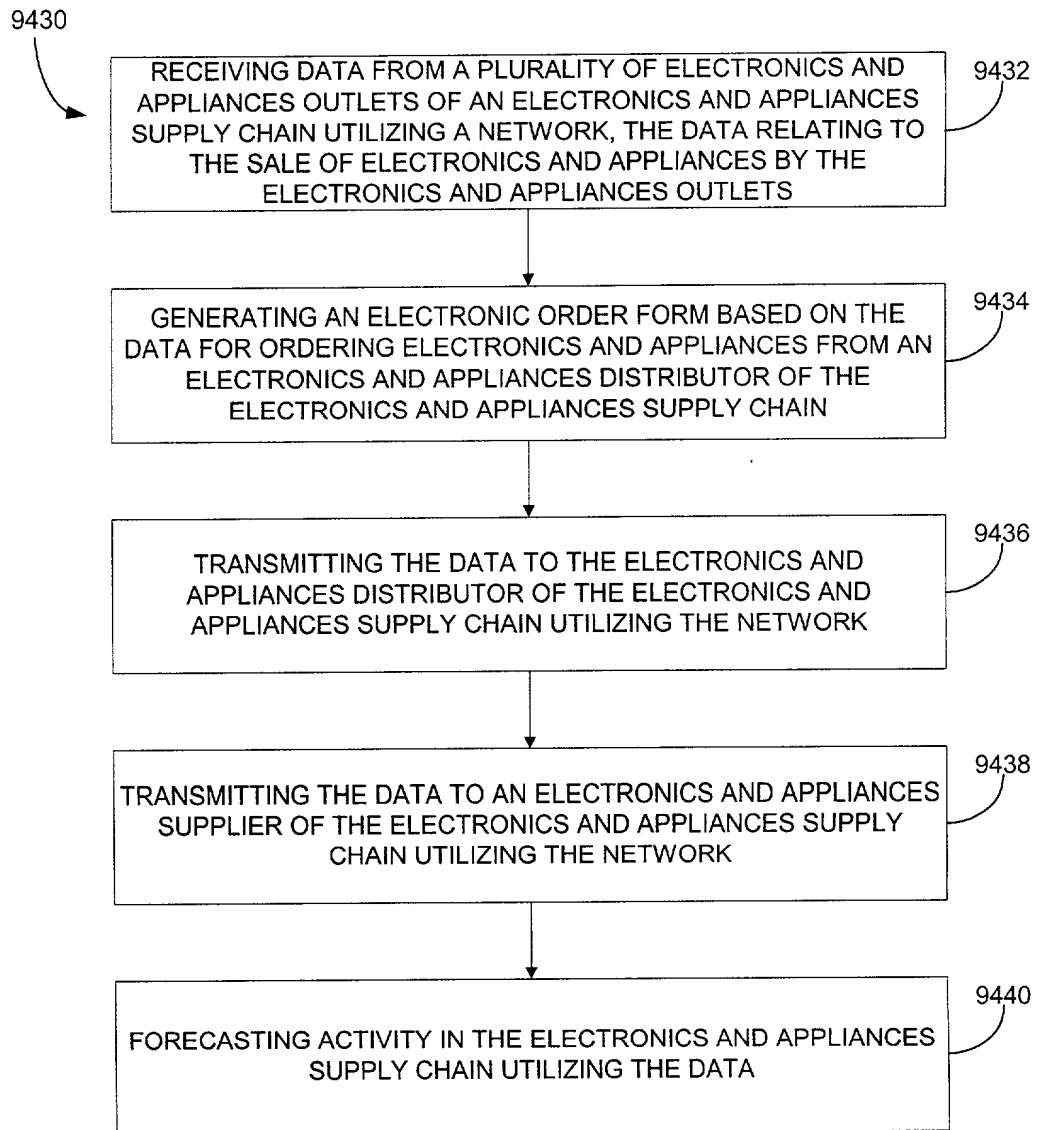 9430
RECEIVING DATA FROM A PLURALITY OF ELECTRONICS AND
APPLIANCES OUTLETS OF AN ELECTRONICS AND APPLIANCES
SUPPLY CHAIN UTILIZING A NETWORK, THE DATA RELATING TO
THE SALE OF ELECTRONICS AND APPLIANCES BY THE
ELECTRONICS AND APPLIANCES OUTLETS
9432
GENERATING AN ELECTRONIC ORDER FORM BASED ON THE
DATA FOR ORDERING ELECTRONICS AND APPLIANCES FROM AN
ELECTRONICS AND APPLIANCES DISTRIBUTOR OF THE
ELECTRONICS AND APPLIANCES SUPPLY CHAIN
9434
TRANSMITTING THE DATA TO THE ELECTRONICS AND
APPLIANCES DISTRIBUTOR OF THE ELECTRONICS AND
APPLIANCES SUPPLY CHAIN UTILIZING THE NETWORK
9436
TRANSMITTING THE DATA TO AN ELECTRONICS AND APPLIANCES
SUPPLIER OF THE ELECTRONICS AND APPLIANCES SUPPLY
CHAIN UTILIZING THE NETWORK
9438
FORECASTING ACTIVITY IN THE ELECTRONICS AND APPLIANCES
SUPPLY CHAIN UTILIZING THE DATA
9440